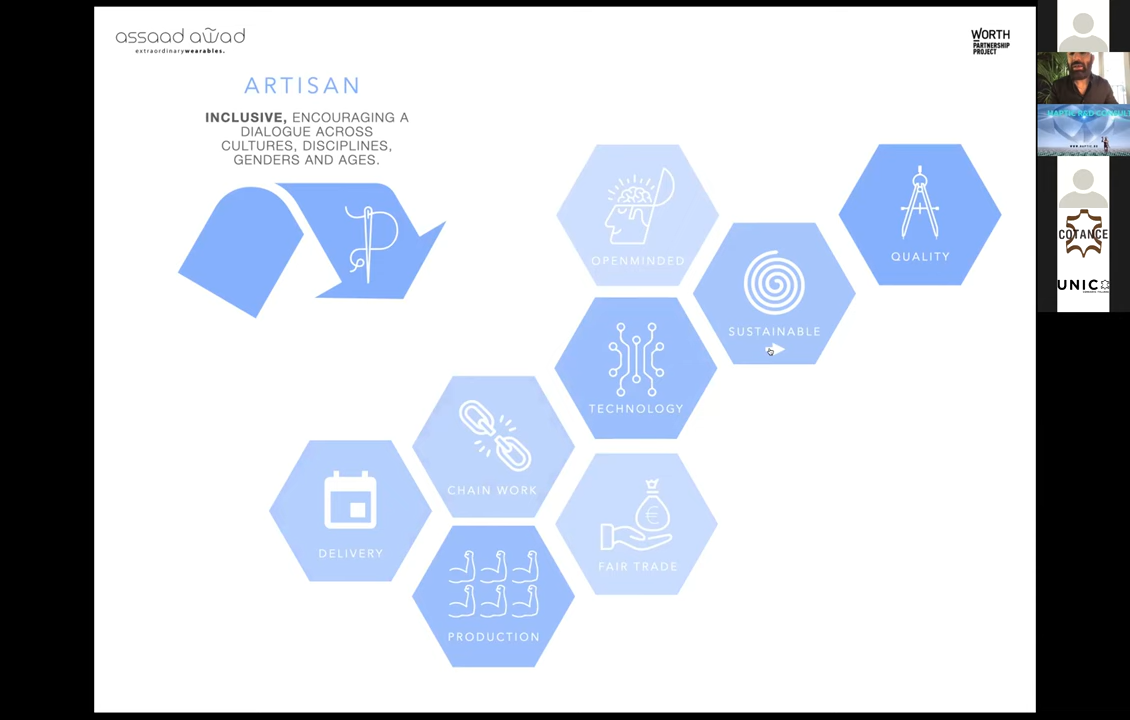 assaad awad
extraordinarywearables.
WORTH
PARTNERSHIP
PROJECT
ARTISAN
INCLUSIVE, ENCOURAGING A
DIALOGUE ACROSS
CULTURES, DISCIPLINES,
GENDERS AND AGES.
OPENMINDED
QUALITY
SUSTAINABLE
TECHNOLOGY
CHAIN WORK
DELIVERY
€
FAIR TRADE
PRODUCTION
COTANCE
UNIC